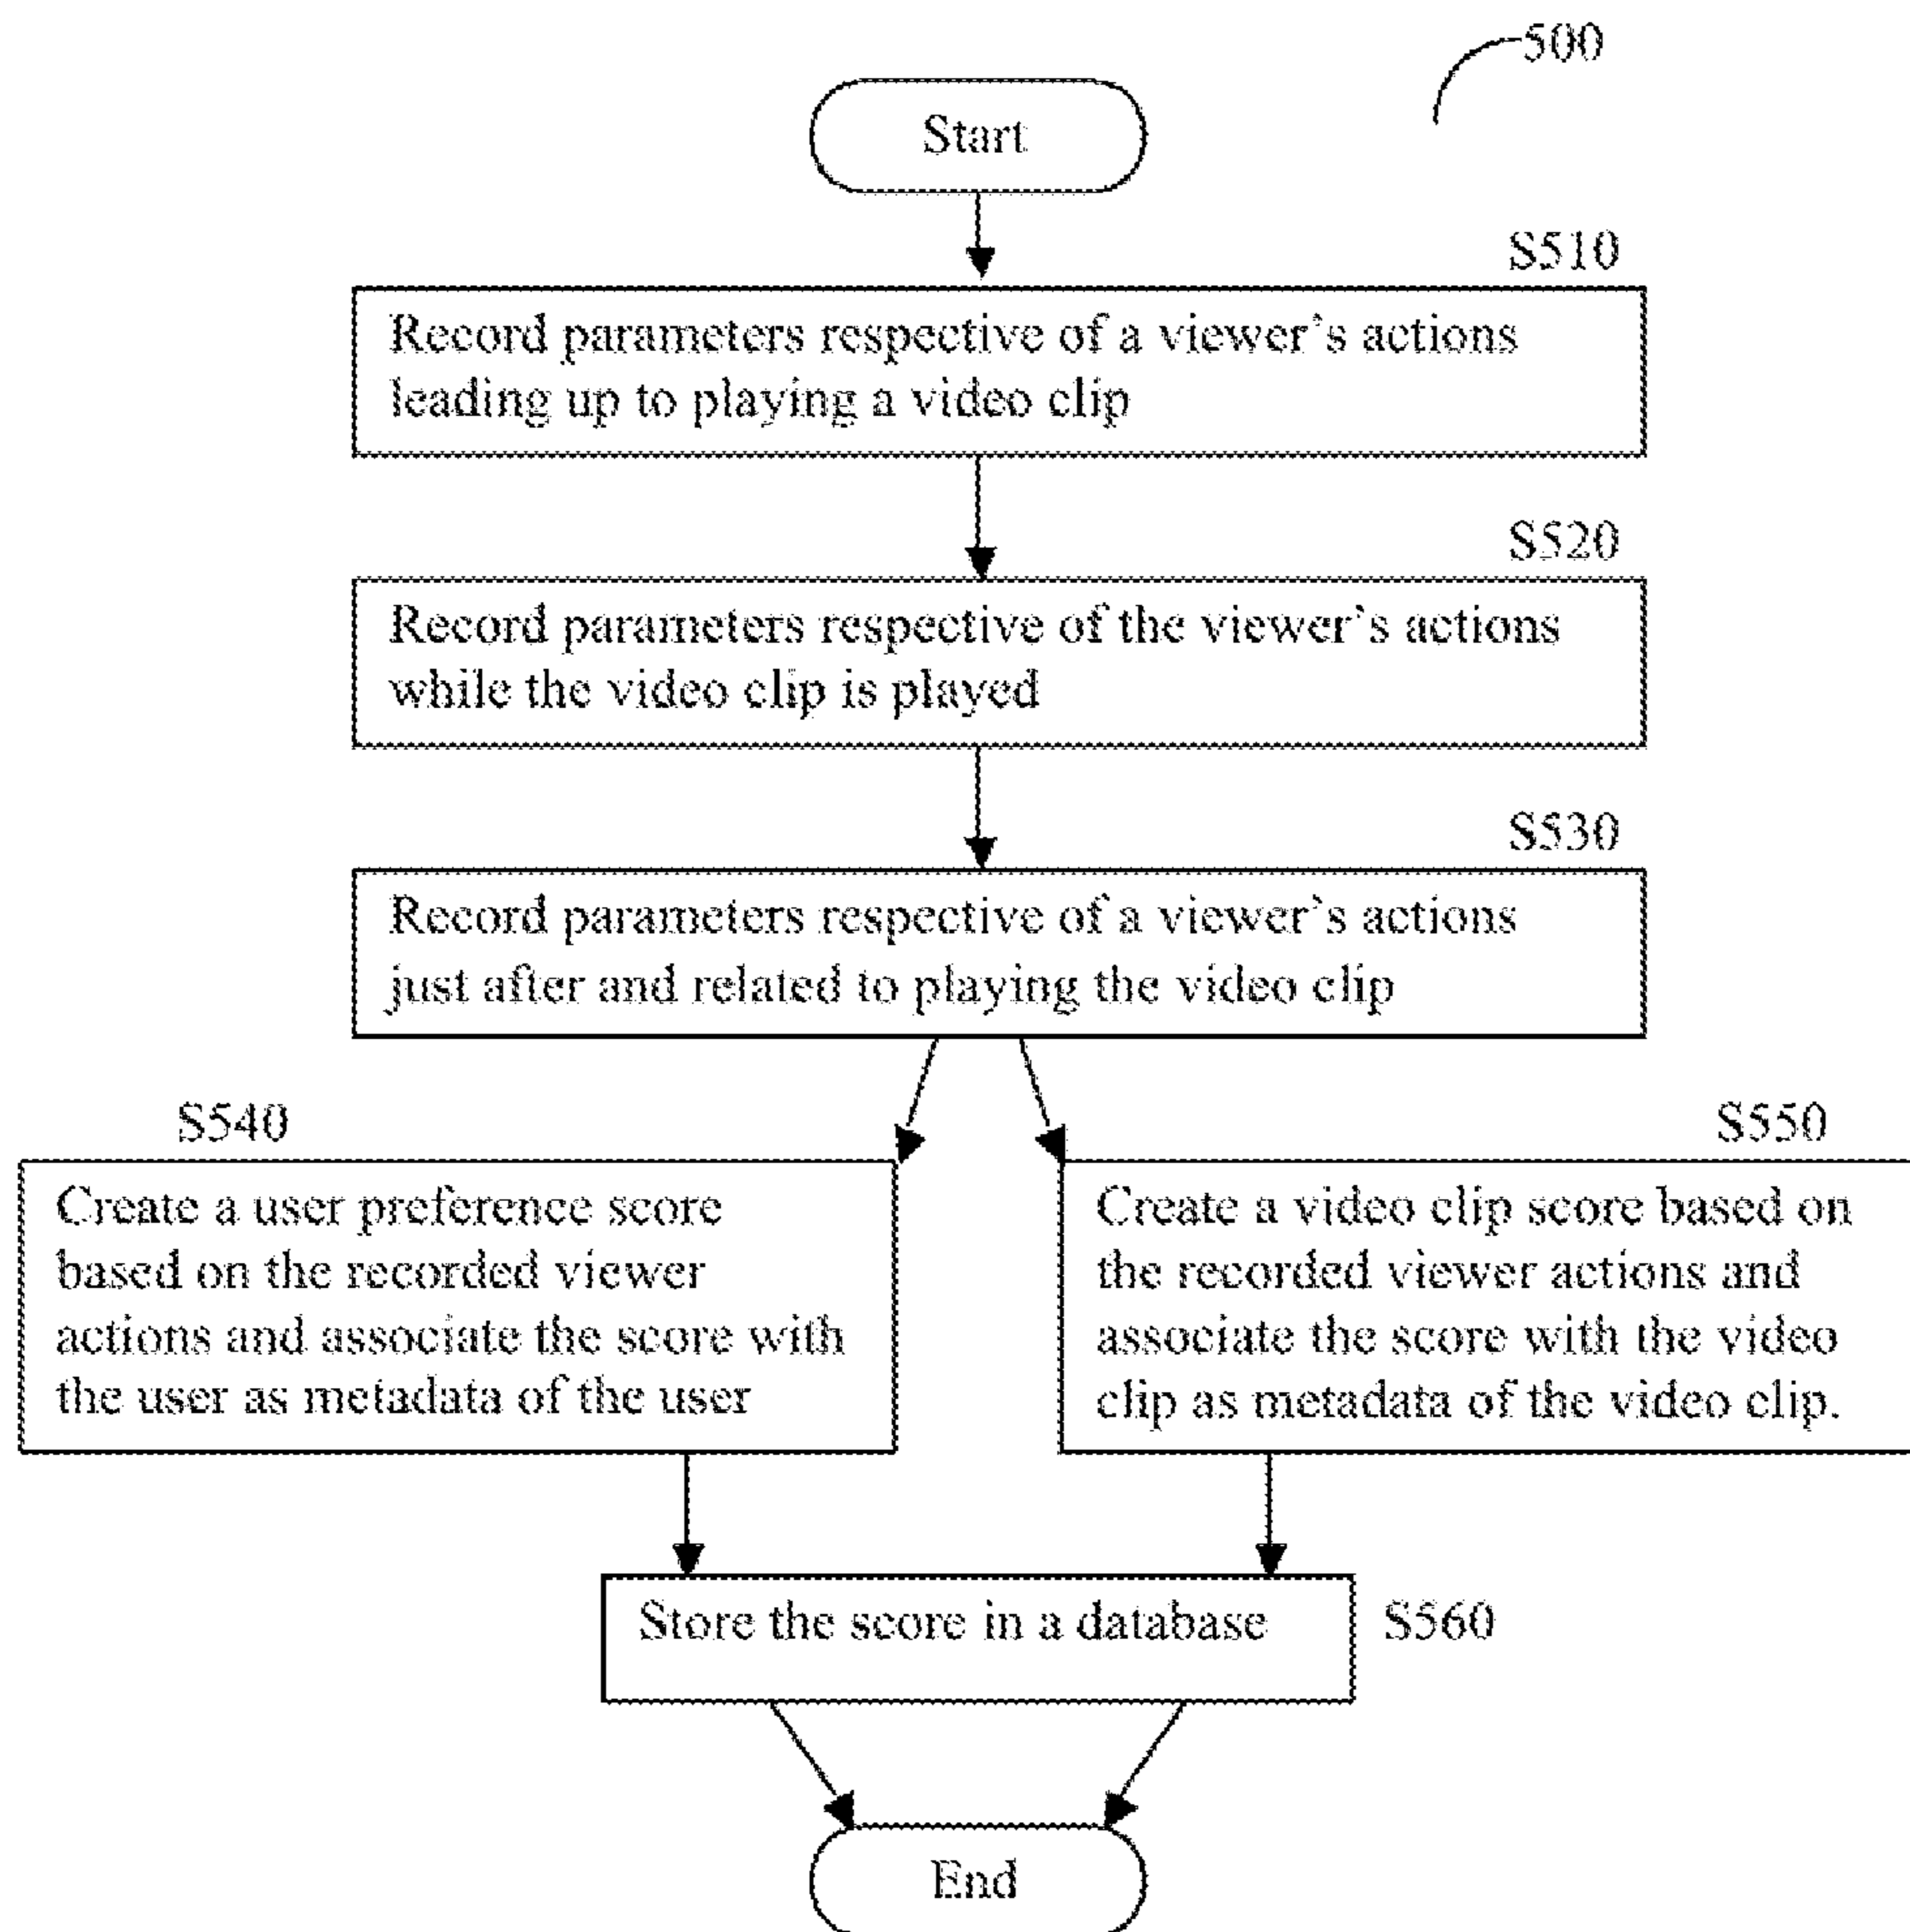 500
Start
S510
Record parameters respective of a viewer's actions
leading up to playing a video clip
S520
Record parameters respective of the viewer's actions
while the video clip is played
S530
Record parameters respective of a viewer's actions
just after and related to playing the video clip
S540
Create a user preference score
based on the recorded viewer
actions and associate the score with
the user as metadata of the user
S550
Create a video clip score based on
the recorded viewer actions and
associate the score with the video
clip as metadata of the video clip.
Store the score in a database
S560
End